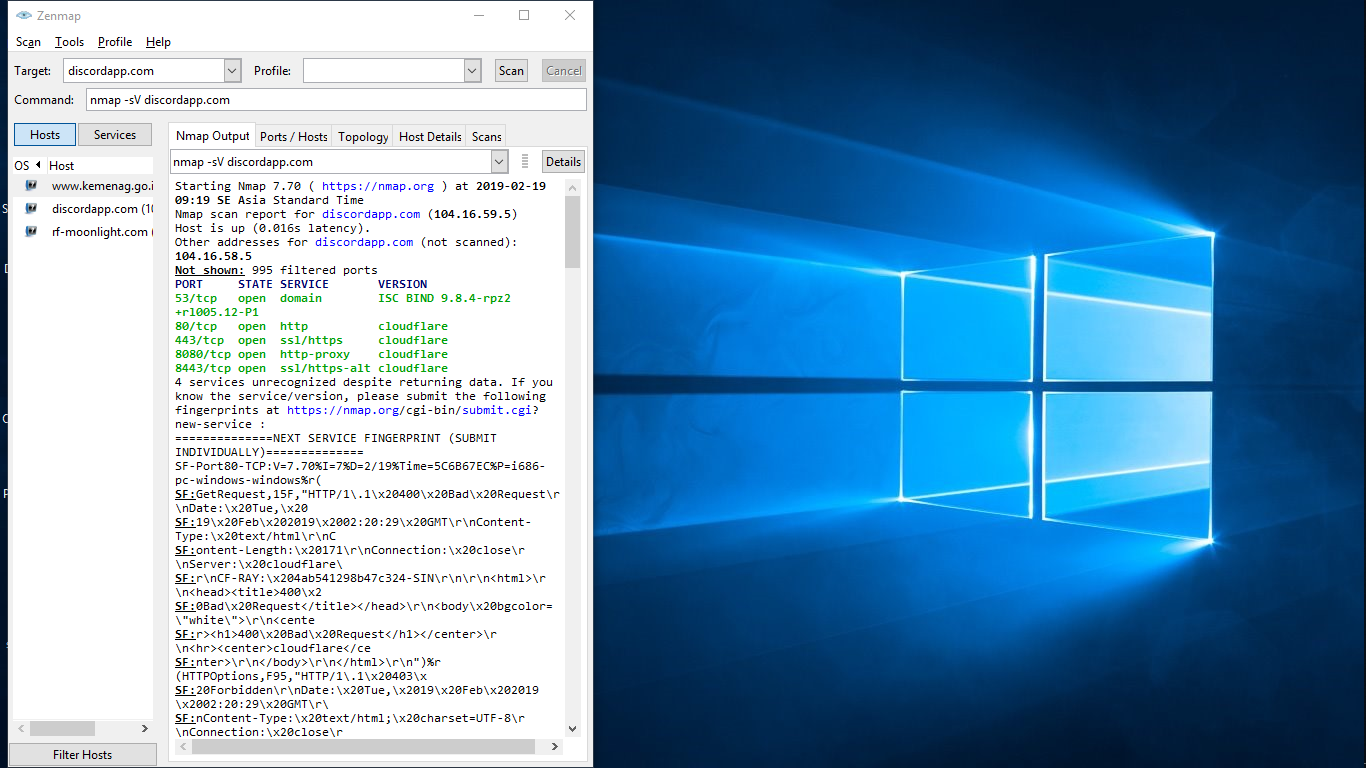 Zenmap
Scan Tools Profile Help
Target: discordapp.com Profile: Scan Cancel
Command: nmap -sV discordapp.com
Hosts Services
OS Host
www.kemenag.go.i
discordapp.com (10
rf-moonlight.com (
Filter Hosts
Nmap Output Ports / Hosts Topology Host Details Scans
nmap -sV discordapp.com Details
Starting Nmap 7.70 ( https://nmap.org ) at 2019-02-19
09:19 SE Asia Standard Time
Nmap scan report for discordapp.com (104.16.59.5)
Host is up (0.016s latency).
Other addresses for discordapp.com (not scanned):
104.16.58.5
Not shown: 995 filtered ports
PORT STATE SERVICE VERSION
53/tcp open domain ISC BIND 9.8.4-rpz2
+rl005.12-P1
80/tcp open http cloudflare
443/tcp open ssl/https cloudflare
8080/tcp open http-proxy cloudflare
8443/tcp open ssl/https-alt cloudflare
4 services unrecognized despite returning data. If you
know the service/version, please submit the following
fingerprints at https://nmap.org/cgi-bin/submit.cgi?
new-service :
==============NEXT SERVICE FINGERPRINT (SUBMIT
INDIVIDUALLY)==============
SF-Port80-TCP:V=7.70%I=7%D=2/19%Time=5C6B67EC%P=i686-
pc-windows-windows%r(
SF:GetRequest,15F,"HTTP/1\.1\x20400\x20Bad\x20Request\r
\nDate:\x20Tue,\x20
SF:19\x20Feb\x202019\x2002:20:29\x20GMT\r\nContent-
Type:\x20text/html\r\nC
SF:ontent-Length:\x20171\r\nConnection:\x20close\r
\nServer:\x20cloudflare\
SF:r\nCF-RAY:\x204ab541298b47c324-SIN\r\n\r\n<html>\r
\n<head><title>400\x2
SF:0Bad\x20Request</title></head>\r\n<body\x20bgcolor=
\"white\">\r\n<cente
SF:r><h1>400\x20Bad\x20Request</h1></center>\r
\n<hr><center>cloudflare</ce
SF:nter>\r\n</body>\r\n</html>\r\n")%r
(HTTPOptions,F95,"HTTP/1\.1\x20403\x
SF:20Forbidden\r\nDate:\x20Tue,\x2019\x20Feb\x202019
\x2002:20:29\x20GMT\r\
SF:nContent-Type:\x20text/html;\x20charset=UTF-8\r
\nConnection:\x20close\r